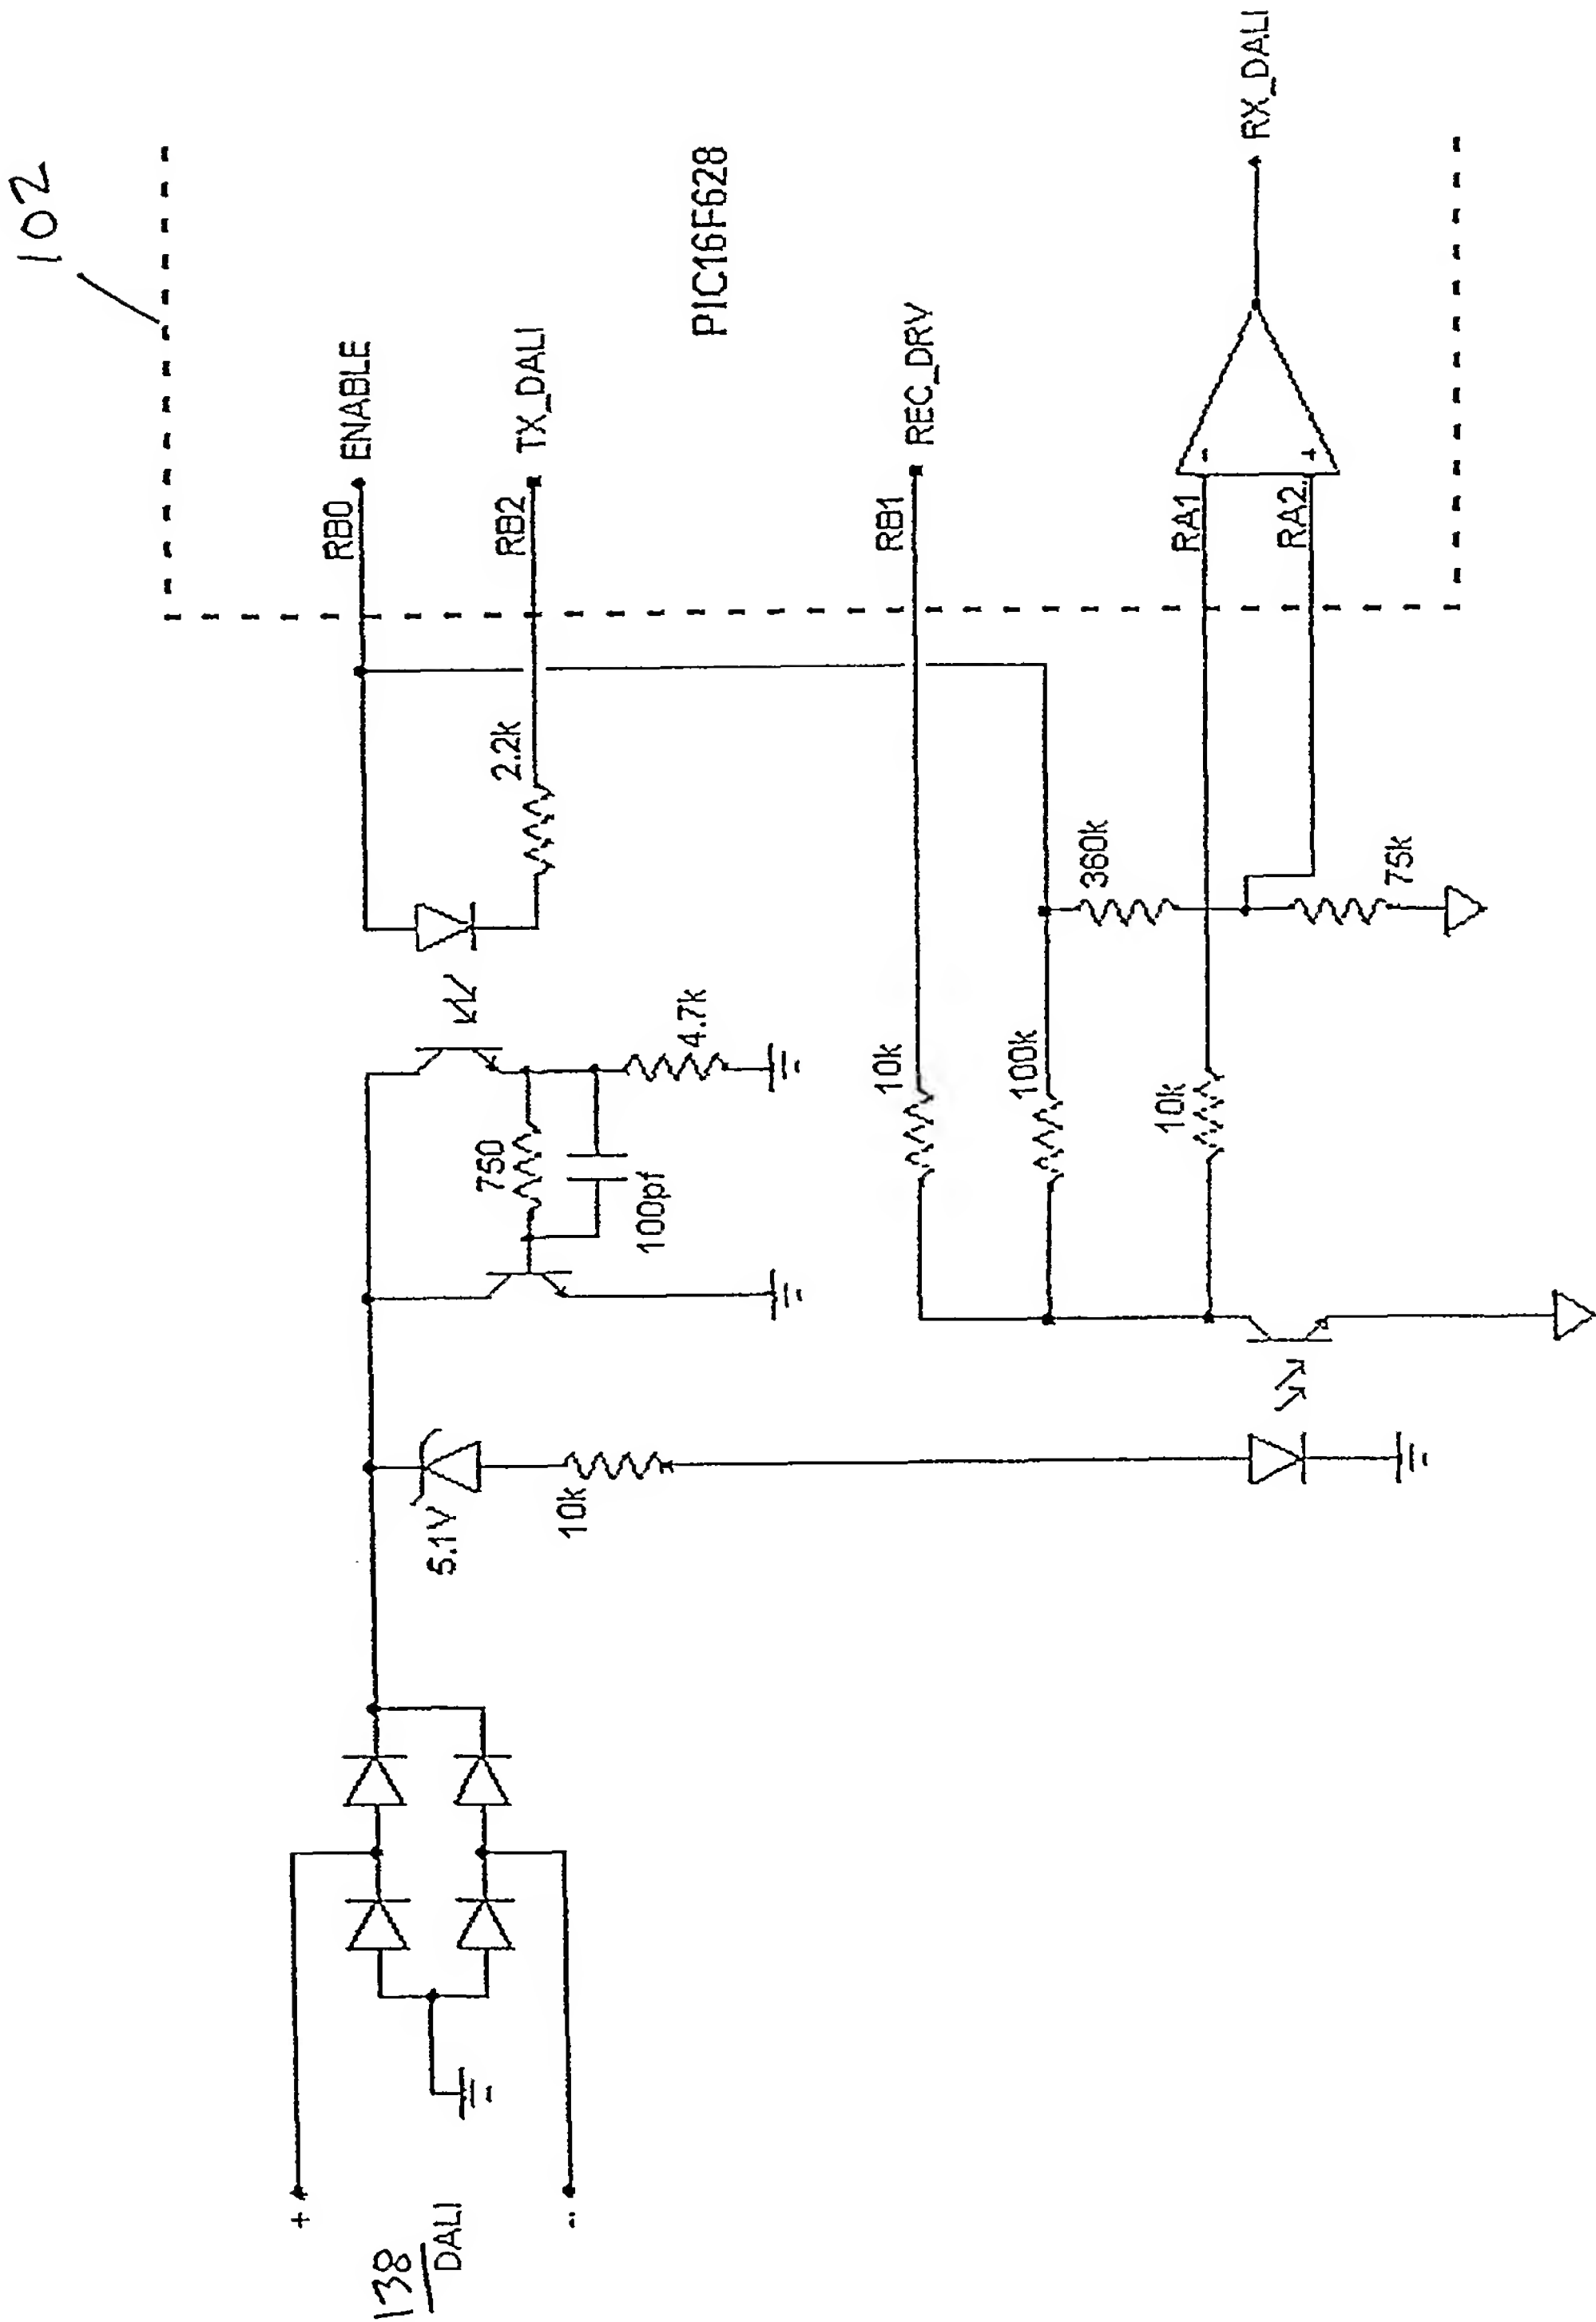 102
+
RB0
ENABLE
138
DALI
5.1V
750
2.2k
RB2
TX_DALI
-
10k
100pf
4.7k
PIC16F628
10k
RB1
REC_DRV
100k
360k
10k
RA1
-
RX_DALI
RA2
+
75k